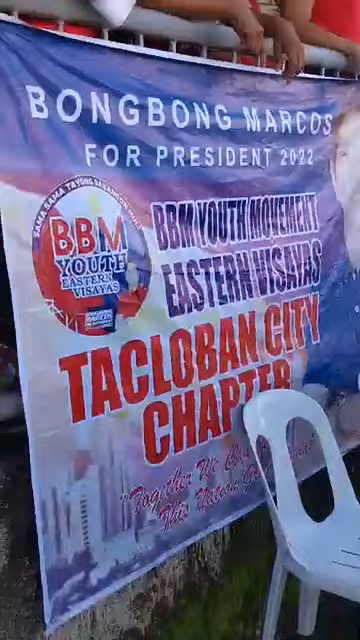 BONGBONG MARCOS
FOR PRESIDENT 2022
SAMA SAMA TAYONG BABANGON MULI
BBM
YOUTH
EASTERN
VISAYAS
BBM YOUTH MOVEMENT
EASTERN VISAYAS
TACLOBAN CITY
CHAPTER
"Together We Can
This Nation